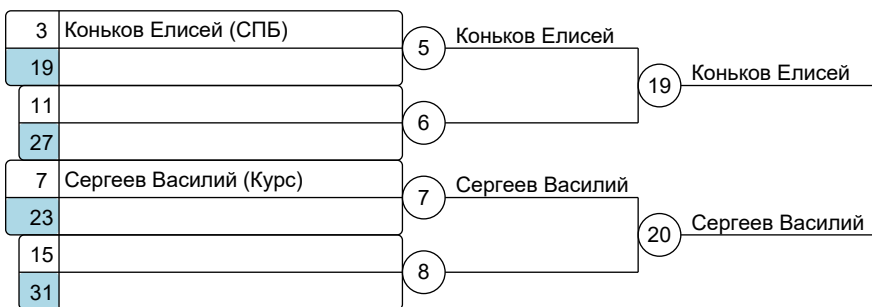 3 Коньков Елисей (СПБ)
5 Коньков Елисей
19
19 Коньков Елисей
11
6
27
7 Сергеев Василий (Курс)
7 Сергеев Василий
23
20 Сергеев Василий
15
8
31